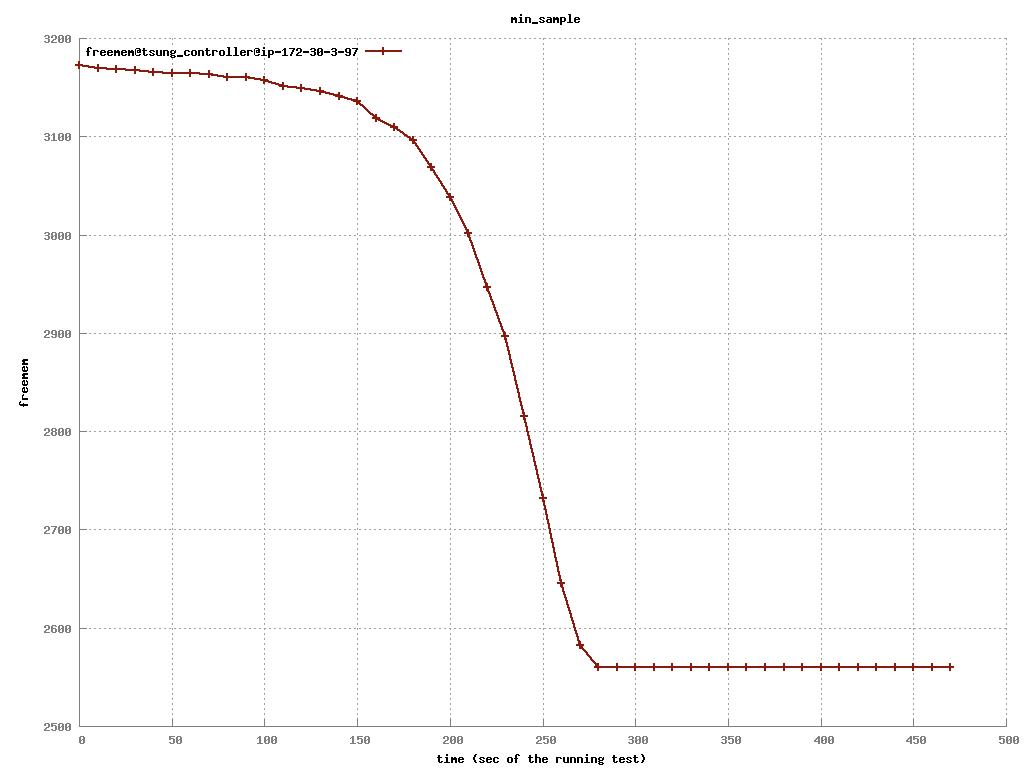 min_sample
3200
freemem@tsung_controller@ip-172-30-3-97
3100
3000
2900
freemem
2800
2700
2600
2500
0 50 100 150 200 250 300 350 400 450 500
time (sec of the running test)